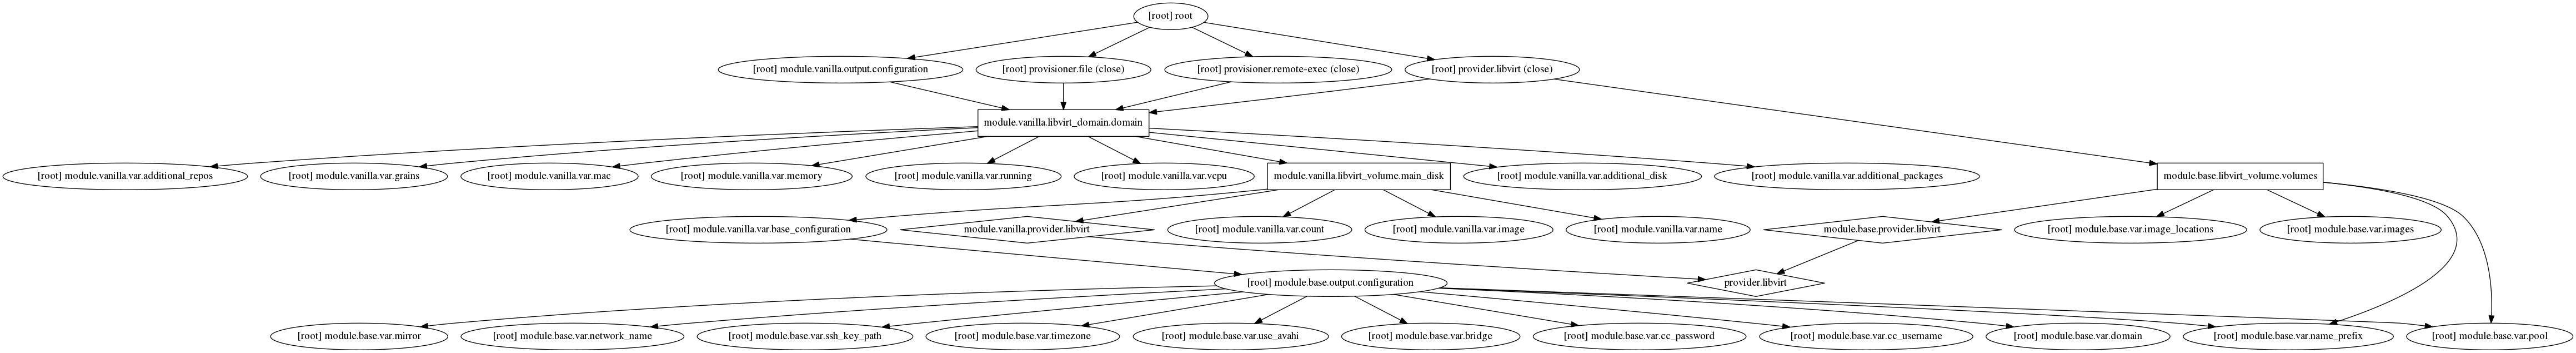 [root] root
[root] module.vanilla.output.configuration
[root] provisioner.file (close)
[root] provisioner.remote-exec (close)
[root] provider.libvirt (close)
module.vanilla.libvirt_domain.domain
[root] module.vanilla.var.additional_repos
[root] module.vanilla.var.grains
[root] module.vanilla.var.mac
[root] module.vanilla.var.memory
[root] module.vanilla.var.running
[root] module.vanilla.var.vcpu
module.vanilla.libvirt_volume.main_disk
[root] module.vanilla.var.additional_disk
[root] module.vanilla.var.additional_packages
module.base.libvirt_volume.volumes
[root] module.vanilla.var.base_configuration
module.vanilla.provider.libvirt
[root] module.vanilla.var.count
[root] module.vanilla.var.image
[root] module.vanilla.var.name
module.base.provider.libvirt
[root] module.base.var.image_locations
[root] module.base.var.images
[root] module.base.output.configuration
provider.libvirt
[root] module.base.var.mirror
[root] module.base.var.network_name
[root] module.base.var.ssh_key_path
[root] module.base.var.timezone
[root] module.base.var.use_avahi
[root] module.base.var.bridge
[root] module.base.var.cc_password
[root] module.base.var.cc_username
[root] module.base.var.domain
[root] module.base.var.name_prefix
[root] module.base.var.pool